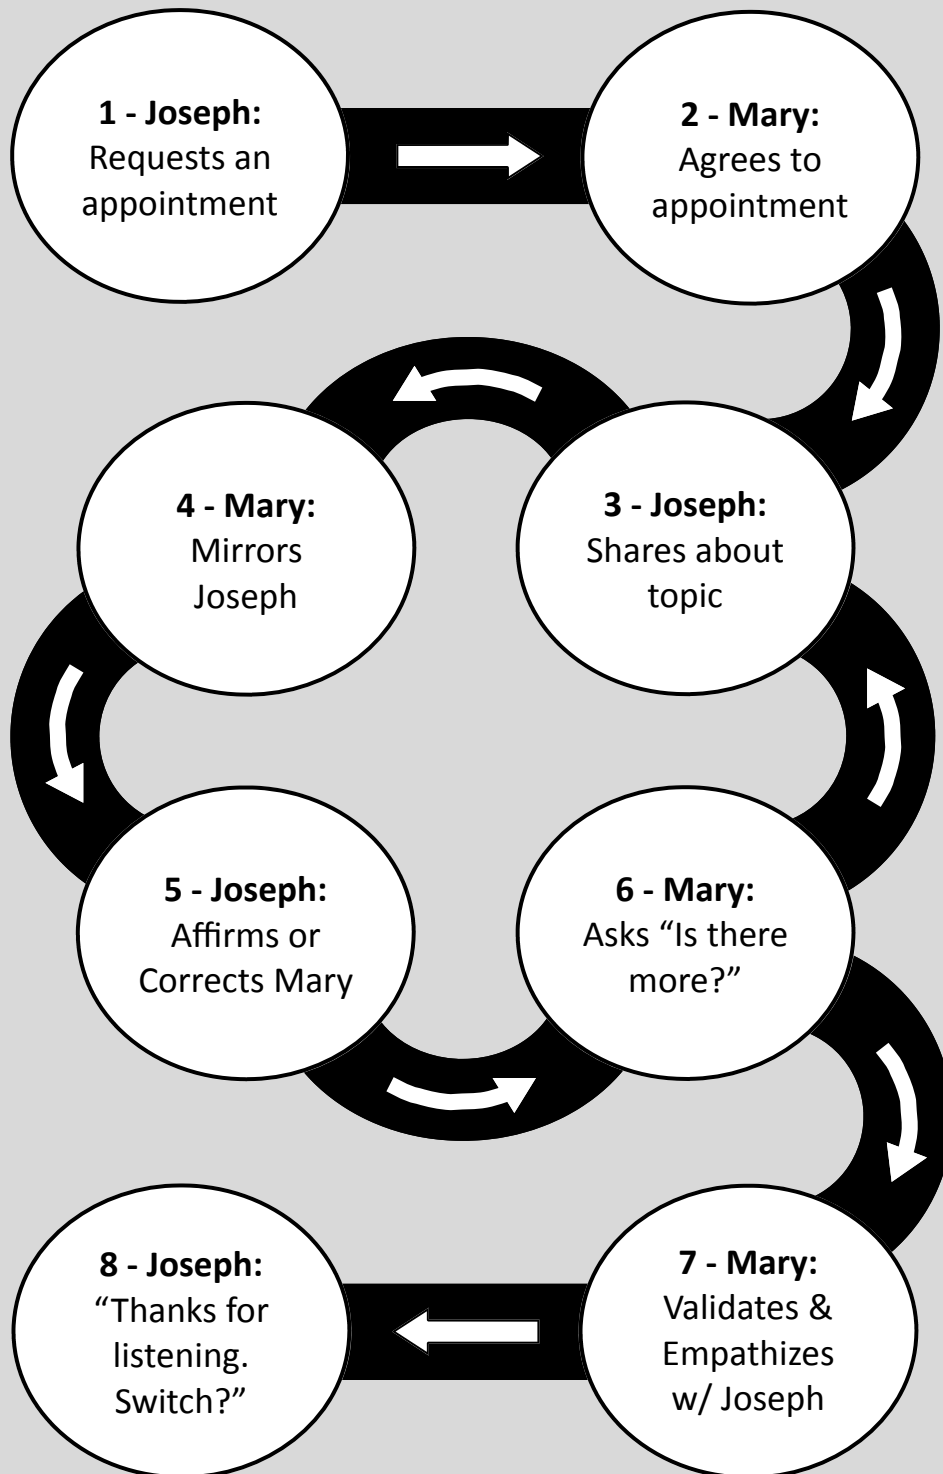 1 - Joseph:
Requests an
appointment
2 - Mary:
Agrees to
appointment
3 - Joseph:
Shares about
topic
4 - Mary:
Mirrors
Joseph
5 - Joseph:
Affirms or
Corrects Mary
6 - Mary:
Asks “Is there
more?”
7 - Mary:
Validates &
Empathizes
w/ Joseph
8 - Joseph:
“Thanks for
listening.
Switch?”